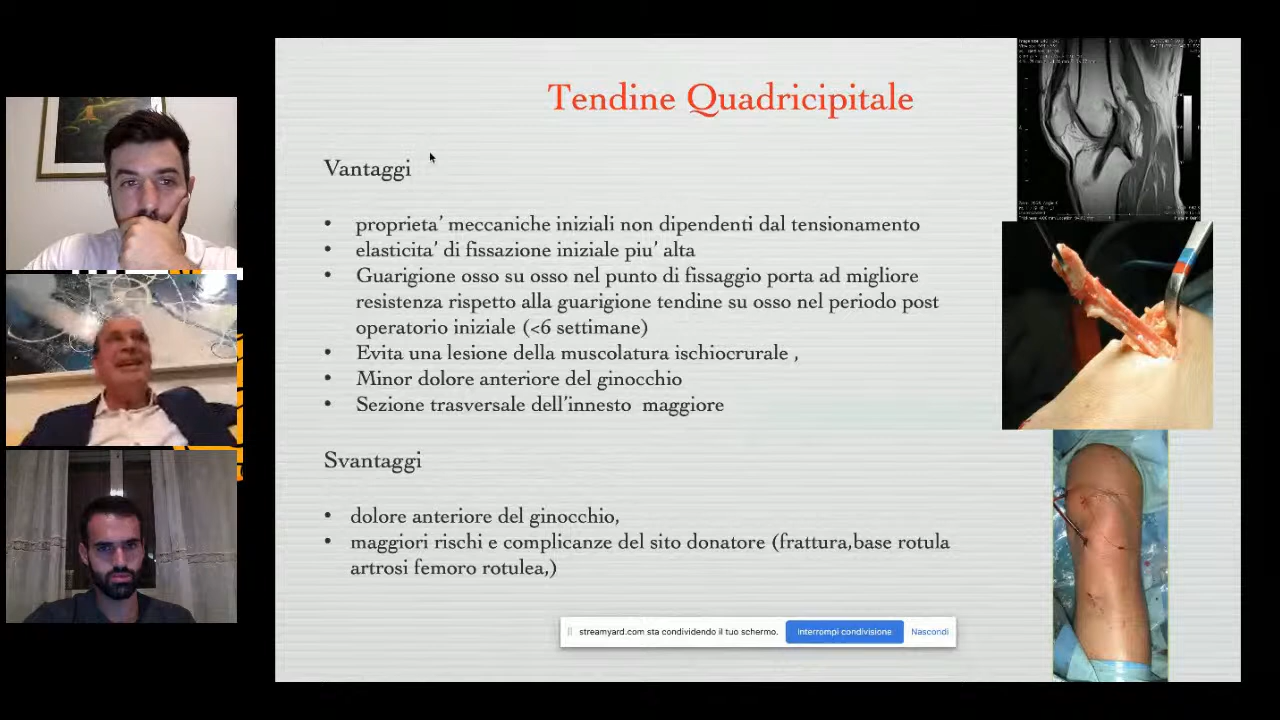 Tendine Quadricipitale
Vantaggi
• proprieta' meccaniche iniziali non dipendenti dal tensionamento
• elasticita' di fissazione iniziale piu' alta
• Guarigione osso su osso nel punto di fissaggio porta ad migliore
resistenza rispetto alla guarigione tendine su osso nel periodo post
operatorio iniziale (<6 settimane)
• Evita una lesione della muscolatura ischiocrurale ,
• Minor dolore anteriore del ginocchio
• Sezione trasversale dell'innesto maggiore
Svantaggi
• dolore anteriore del ginocchio,
• maggiori rischi e complicanze del sito donatore (frattura,base rotula
artrosi femoro rotulea,)
streamyard.com sta condividendo il tuo schermo. Interrompi condivisione Nascondi